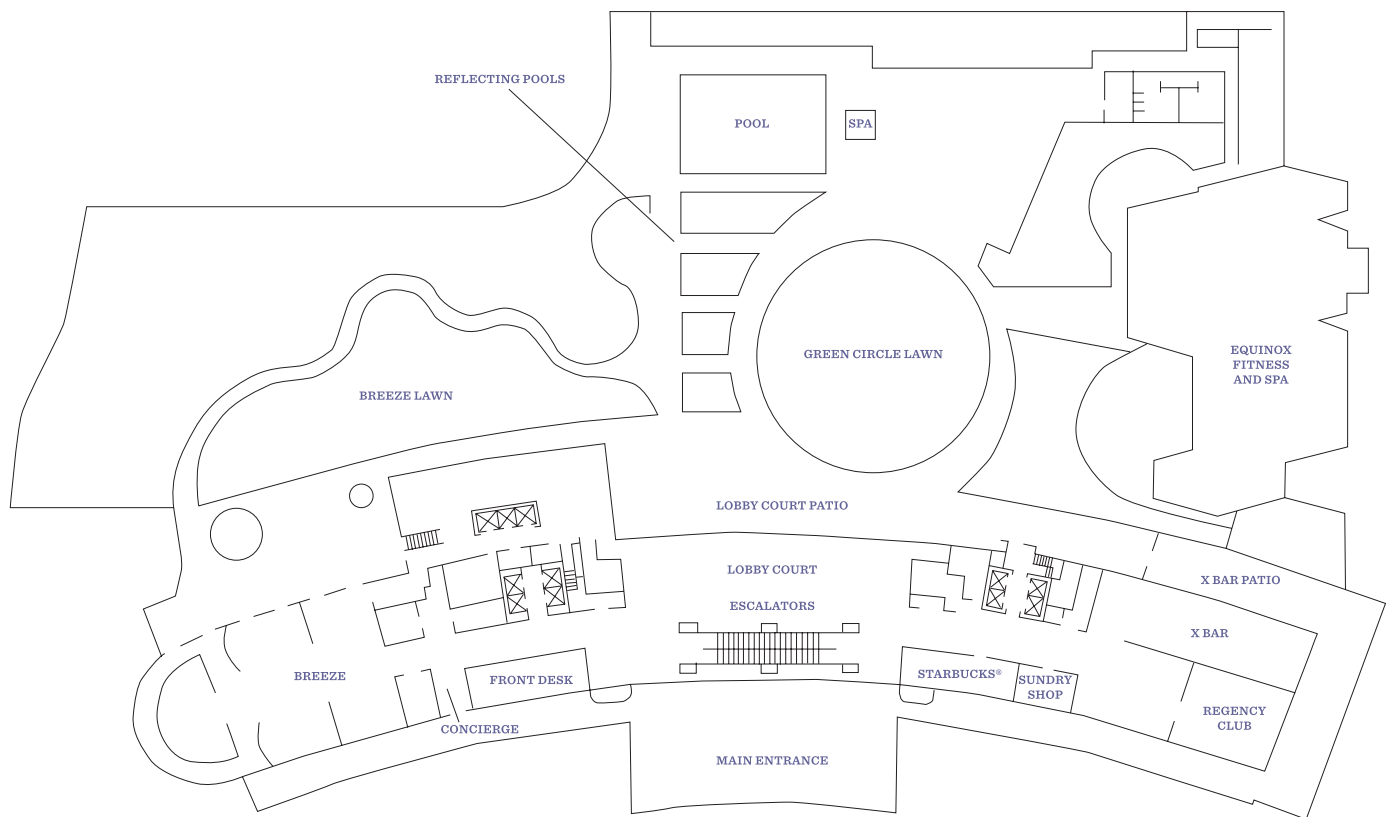 REFLECTING POOLS
POOL
SPA
GREEN CIRCLE LAWN
EQUINOX
FITNESS
AND SPA
BREEZE LAWN
LOBBY COURT PATIO
LOBBY COURT
X BAR PATIO
ESCALATORS
X BAR
BREEZE
FRONT DESK
STARBUCKS®
SUNDRY
SHOP
REGENCY
CLUB
CONCIERGE
MAIN ENTRANCE